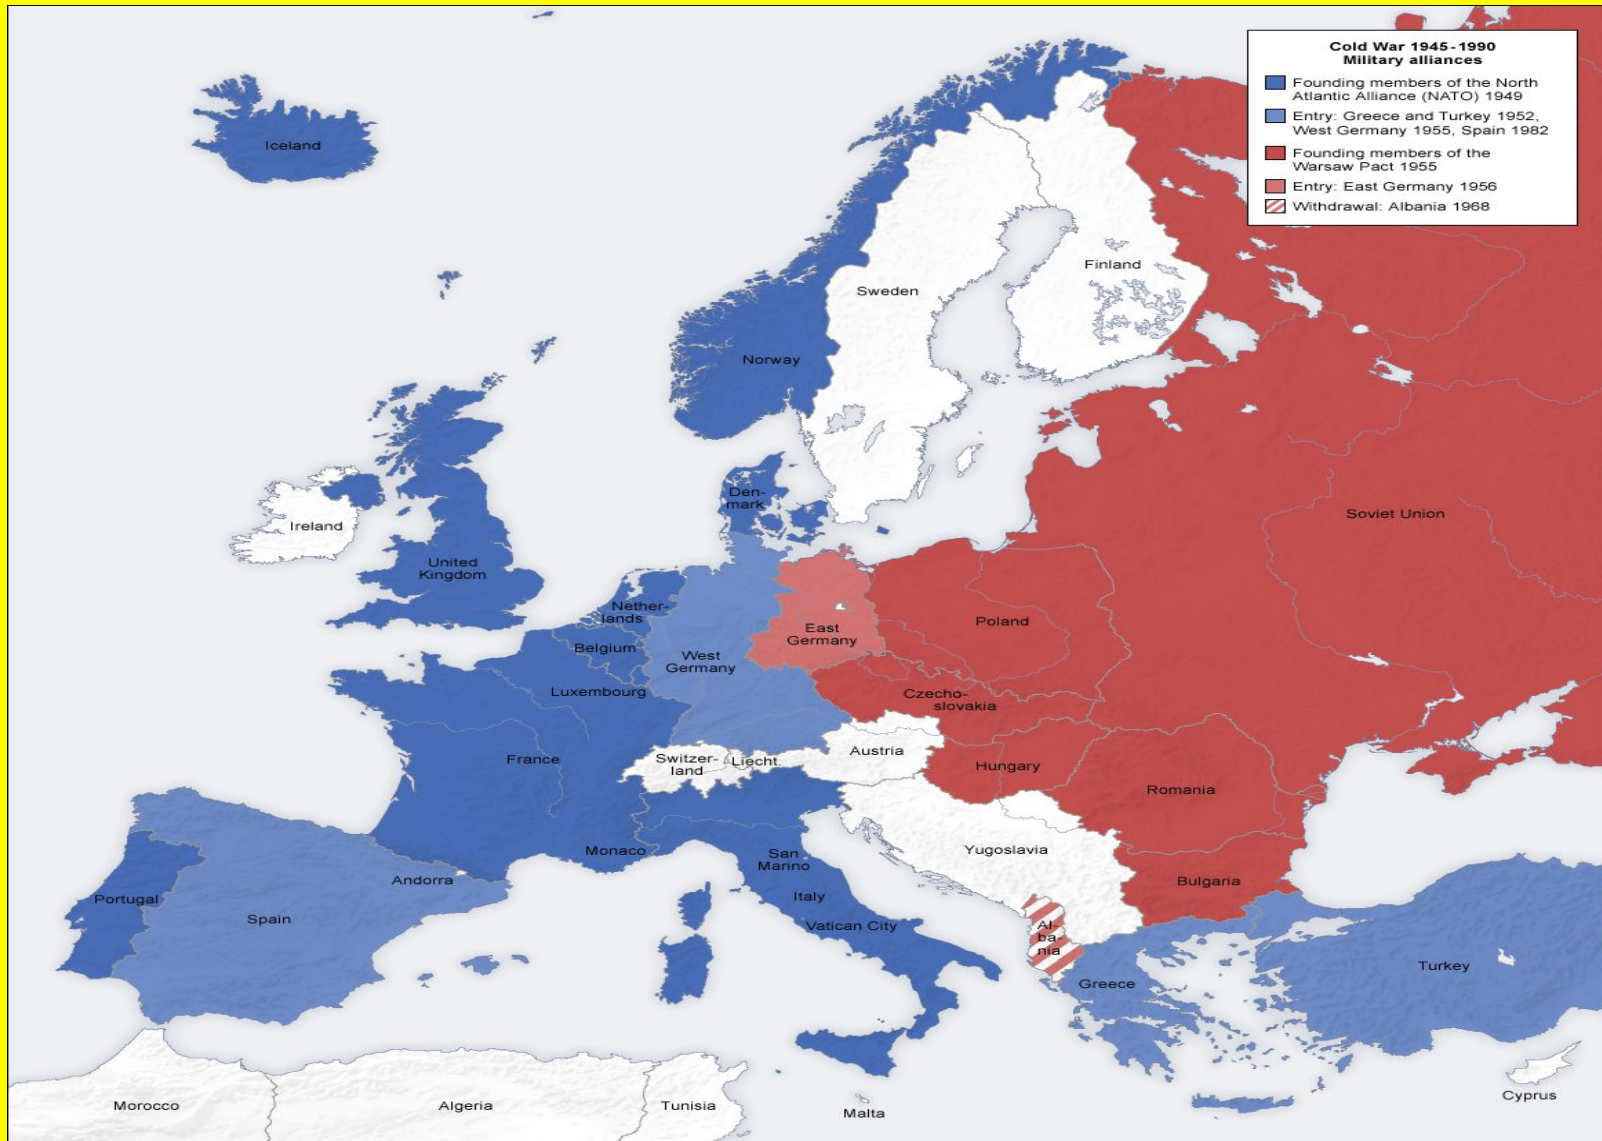 Cold War 1945-1990
Military alliances
Founding members of the North
Atlantic Alliance (NATO) 1949
Entry: Greece and Turkey 1952,
West Germany 1955, Spain 1982
Founding members of the
Warsaw Pact 1955
Entry: East Germany 1956
Withdrawal: Albania 1968
Iceland
Sweden
Finland
Norway
Ireland
United
Kingdom
Den-
mark
Soviet Union
Nether-
lands
Belgium
Luxembourg
West
Germany
East
Germany
Poland
Czecho-
slovakia
France
Switzer-
land
Liecht.
Austria
Hungary
Romania
Monaco
San
Marino
Yugoslavia
Bulgaria
Portugal
Spain
Andorra
Italy
Vatican City
Al-
ba-
nia
Greece
Turkey
Morocco
Algeria
Tunisia
Malta
Cyprus